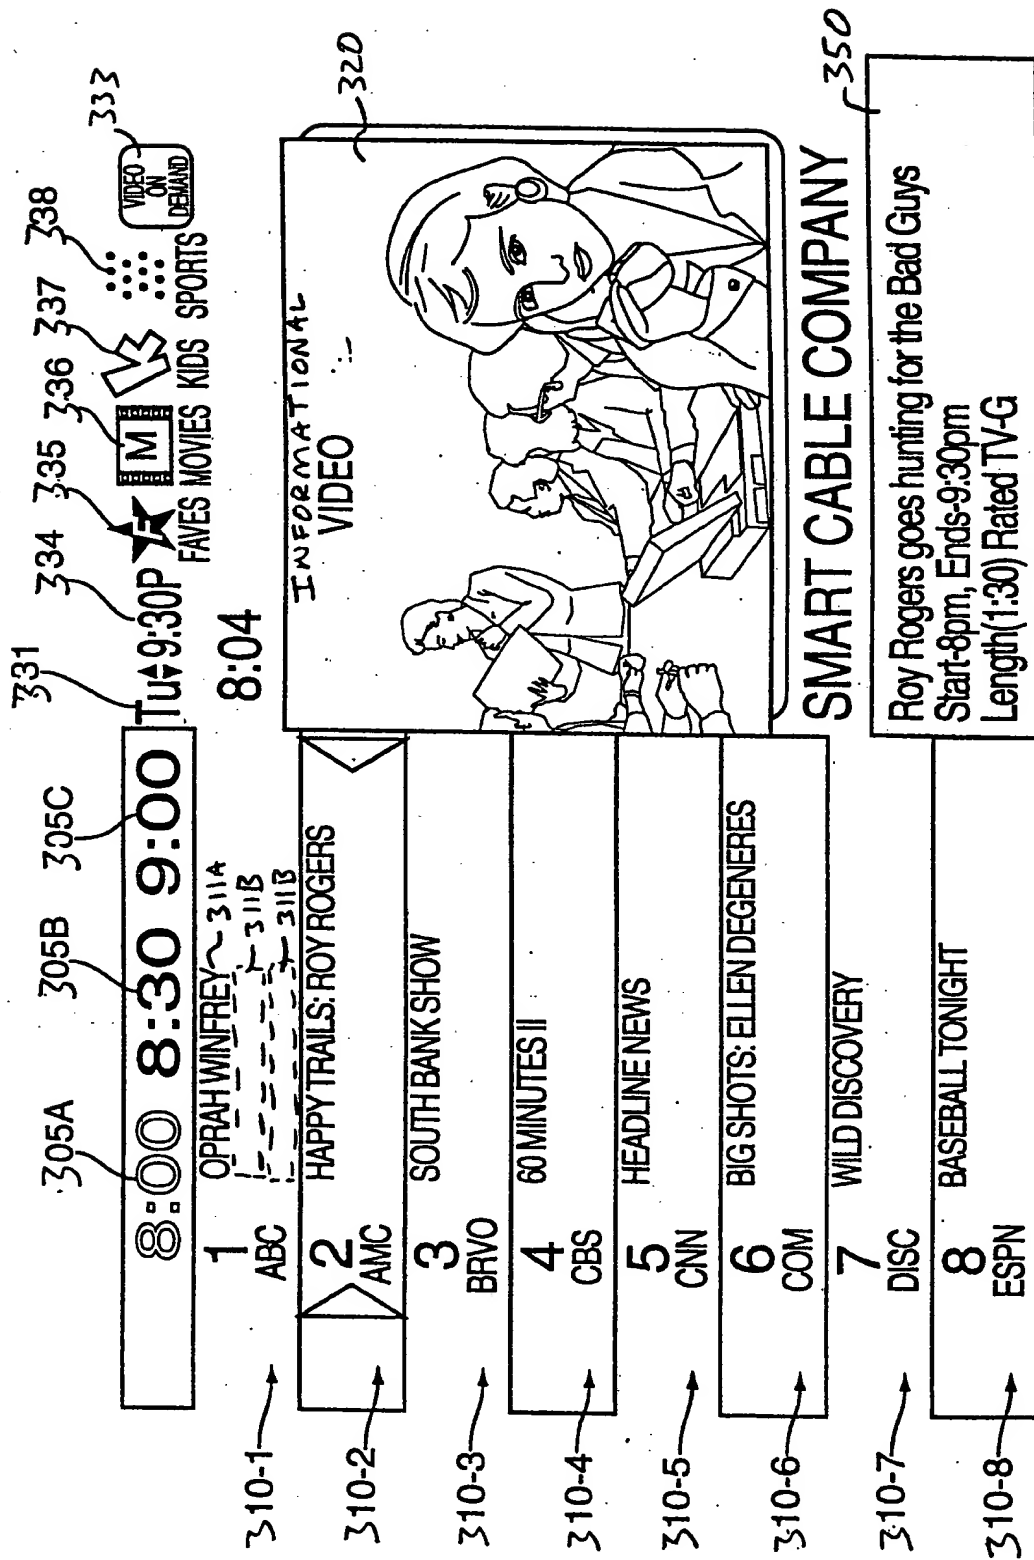 331 334 335 336 337 338 333
305A 305B 305C
8:00 8:30 9:00
Tu 9:30P
F
M
K
VIDEO
ON
DEMAND
FAVES MOVIES KIDS SPORTS
8:04
310-1
1
ABC
OPRAH WINFREY
311A
311B
311B
310-2
2
AMC
HAPPY TRAILS: ROY ROGERS
310-3
3
BRVO
SOUTH BANK SHOW
310-4
4
CBS
60 MINUTES II
310-5
5
CNN
HEADLINE NEWS
310-6
6
COM
BIG SHOTS: ELLEN DEGENERES
310-7
7
DISC
WILD DISCOVERY
310-8
8
ESPN
BASEBALL TONIGHT
320
INFORMATIONAL
VIDEO
SMART CABLE COMPANY
350
Roy Rogers goes hunting for the Bad Guys
Start-8pm, Ends-9:30pm
Length(1:30) Rated TV-G